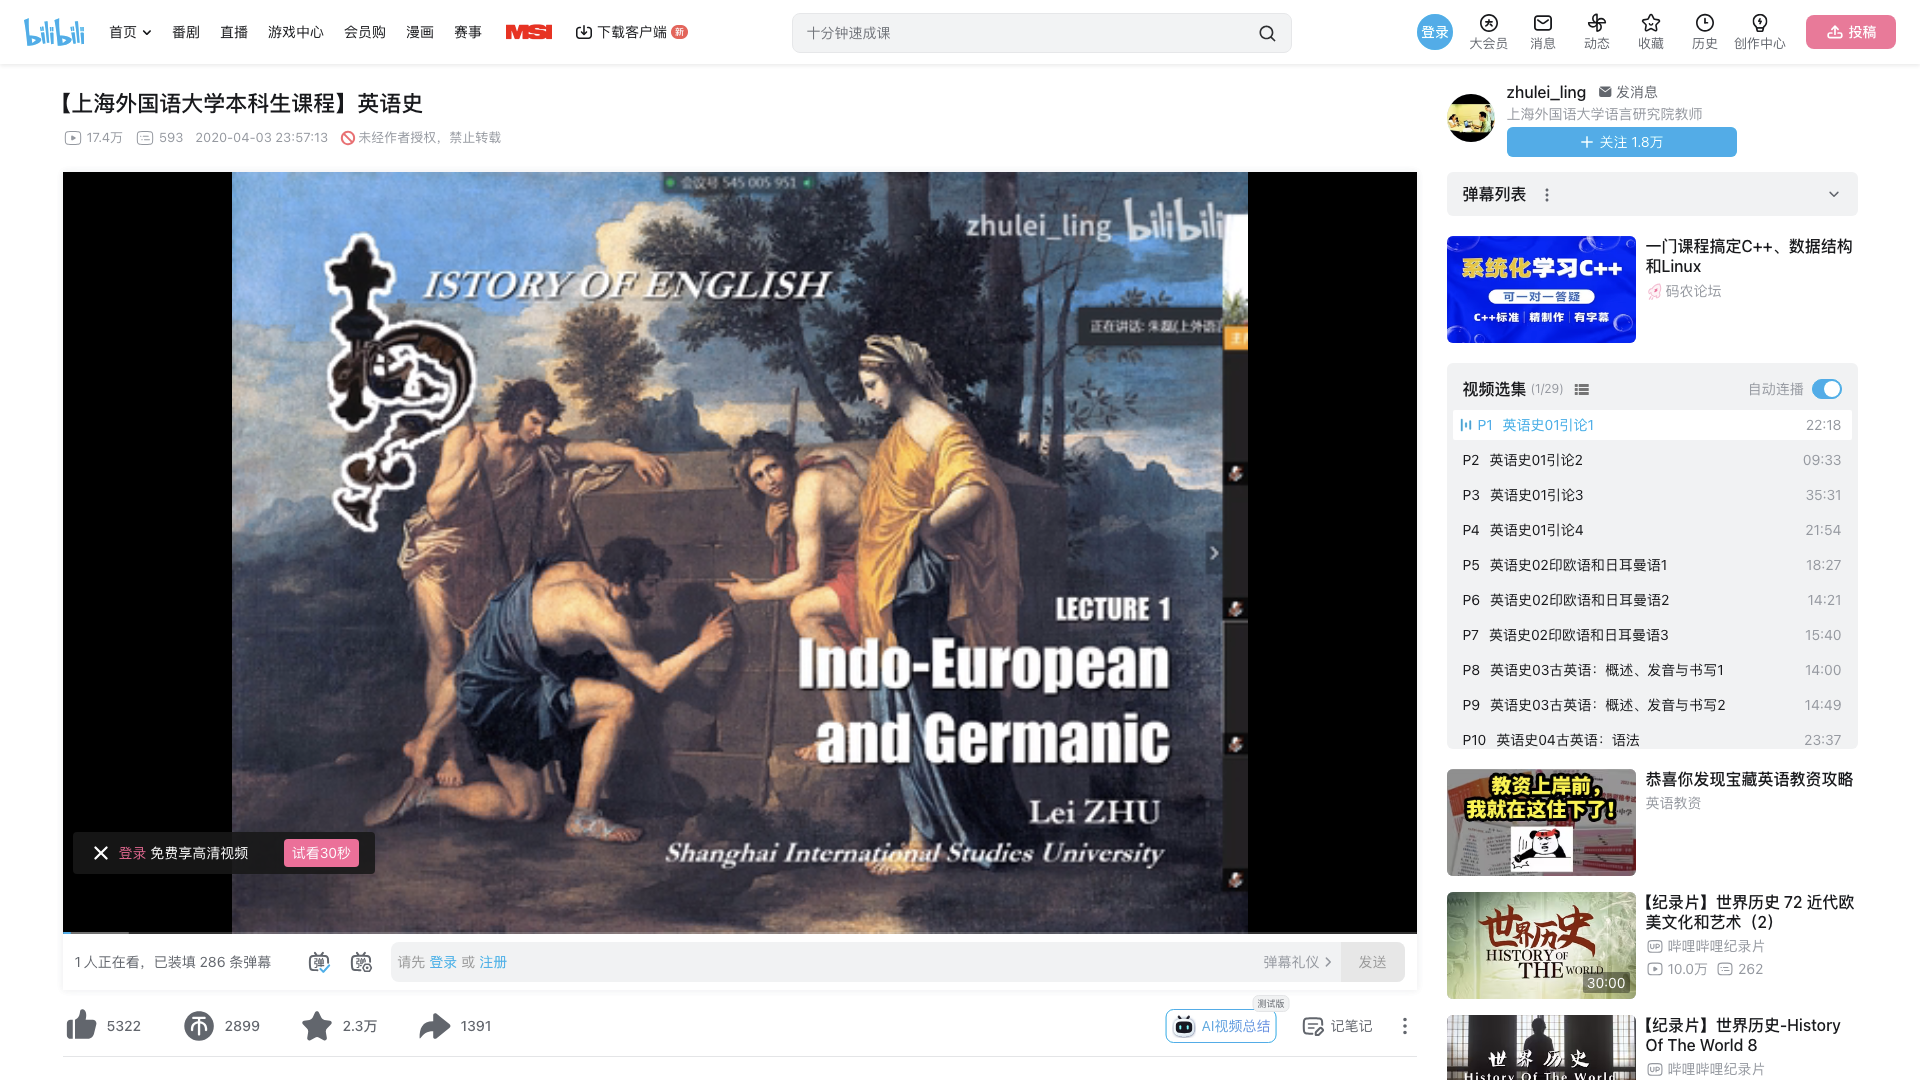 bilibili
首页
番剧
直播
游戏中心
会员购
漫画
赛事
MSI
下载客户端
新
十分钟速成课
登录
大会员
消息
动态
收藏
历史
创作中心
投稿
【上海外国语大学本科生课程】英语史
17.4万 593 2020-04-03 23:57:13 未经作者授权，禁止转载
会议号 545 005 951
zhulei_ling bilibili
ISTORY OF ENGLISH
正在讲话: 朱磊(上外语
LECTURE 1
Indo-European
and Germanic
Lei ZHU
Shanghai International Studies University
登录 免费享高清视频
试看30秒
1 人正在看，已装填 286 条弹幕
弹
请先 登录 或 注册
弹幕礼仪
发送
5322
2899
2.3万
1391
测试版
AI视频总结
记笔记
zhulei_ling 发消息
上海外国语大学语言研究院教师
关注 1.8万
弹幕列表
系统化学习C++
可一对一答疑
C++标准 | 精制作 | 有字幕
一门课程搞定C++、数据结构
和Linux
码农论坛
视频选集 (1/29)
自动连播
P1 英语史01引论1 22:18
P2 英语史01引论2 09:33
P3 英语史01引论3 35:31
P4 英语史01引论4 21:54
P5 英语史02印欧语和日耳曼语1 18:27
P6 英语史02印欧语和日耳曼语2 14:21
P7 英语史02印欧语和日耳曼语3 15:40
P8 英语史03古英语：概述、发音与书写1 14:00
P9 英语史03古英语：概述、发音与书写2 14:49
P10 英语史04古英语：语法 23:37
教资上岸前，
我就在这住下了！
恭喜你发现宝藏英语教资攻略
英语教资
世界历史
HISTORY OF
THE WORLD
30:00
【纪录片】世界历史 72 近代欧
美文化和艺术（2）
UP 哔哩哔哩纪录片
10.0万 262
世界历史
History Of The World
【纪录片】世界历史-History
Of The World 8
UP 哔哩哔哩纪录片